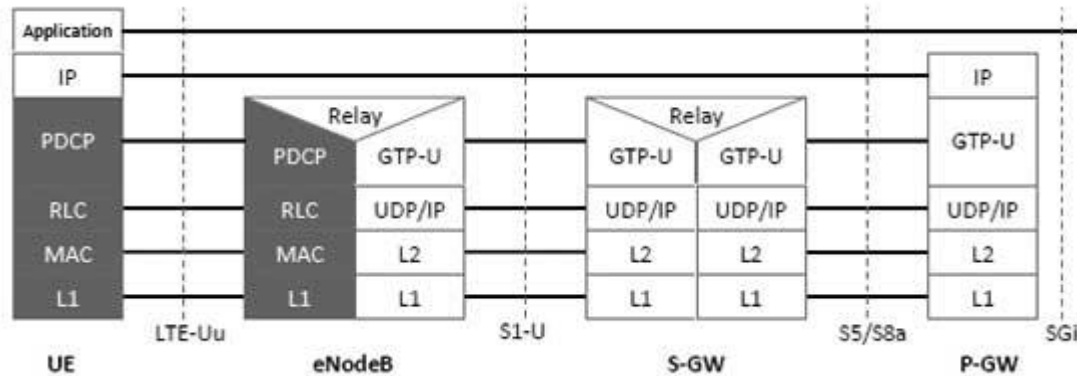 Application
IP IP
Relay Relay
PDCP PDCP GTP-U GTP-U GTP-U GTP-U
RLC RLC UDP/IP UDP/IP UDP/IP UDP/IP
MAC MAC L2 L2 L2 L2
L1 L1 L1 L1 L1 L1
LTE-Uu S1-U S5/S8a SGi
UE eNodeB S-GW P-GW